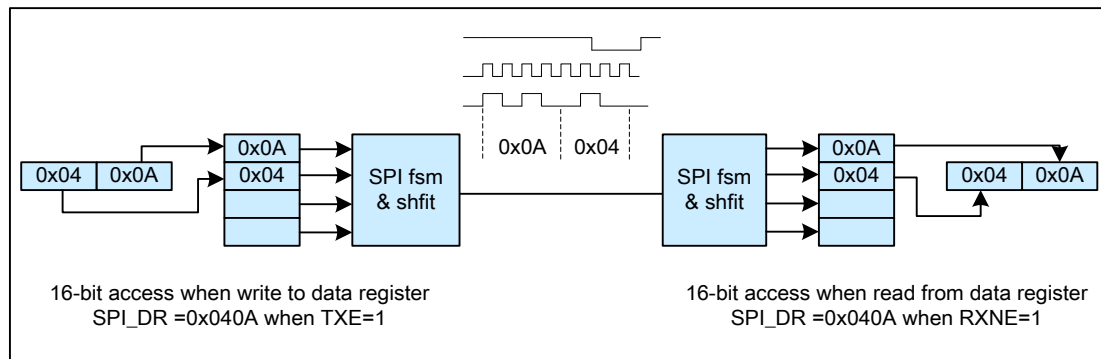 0x0A
0x04
0x04
0x0A
0x0A
0x04
SPI fsm
& shfit
0x0A
0x04
SPI fsm
& shfit
0x0A
0x04
0x04
0x0A
16-bit access when write to data register
SPI_DR =0x040A when TXE=1
16-bit access when read from data register
SPI_DR =0x040A when RXNE=1